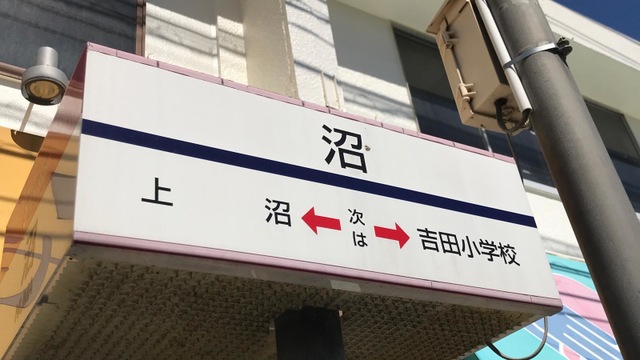 沼
上　沼 次は 吉田小学校